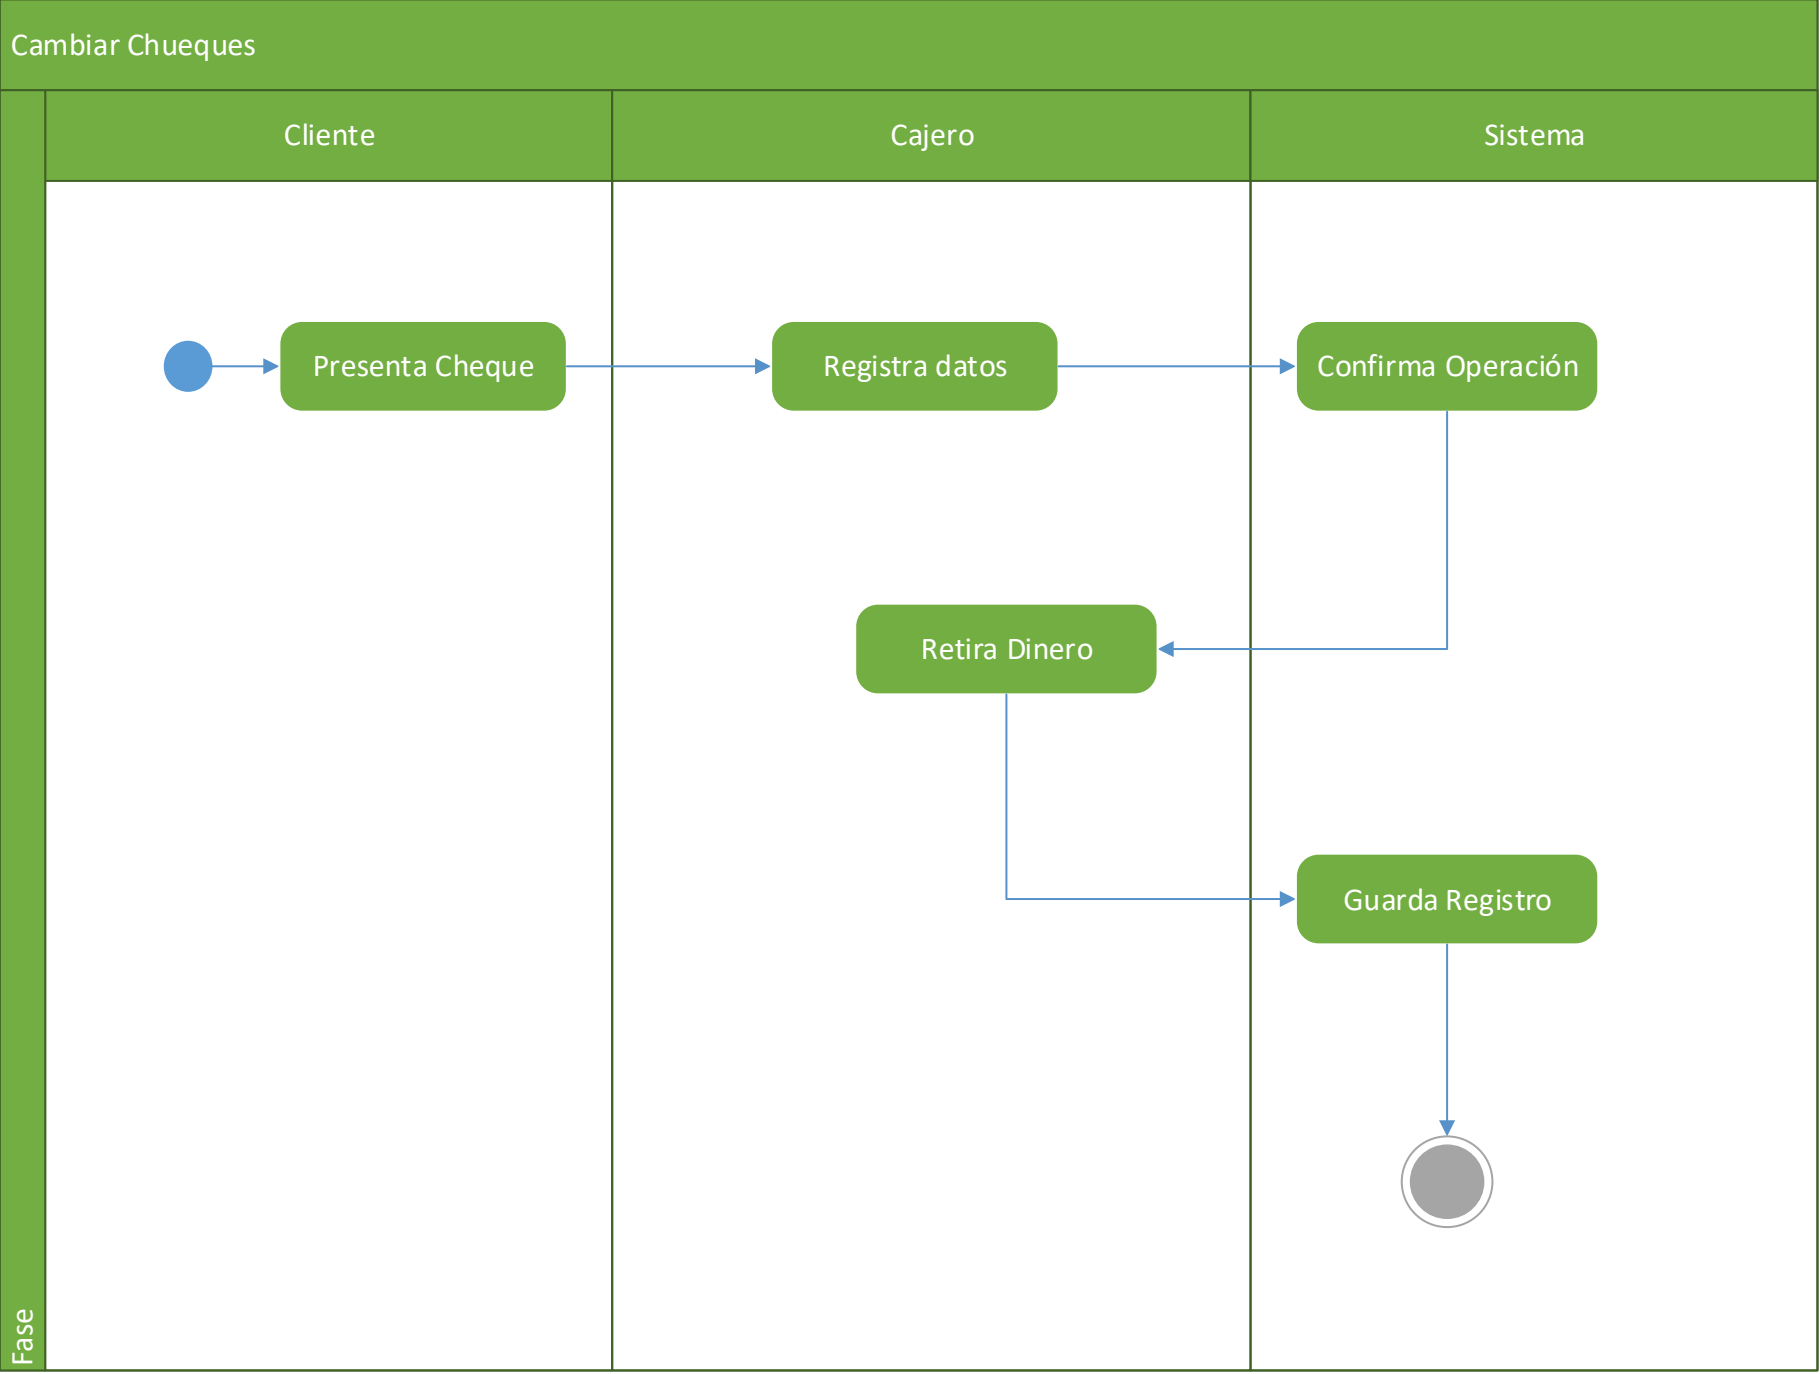 Cambiar Chueques
Cliente
Cajero
Sistema
Presenta Cheque
Registra datos
Confirma Operación
Retira Dinero
Guarda Registro
Fase